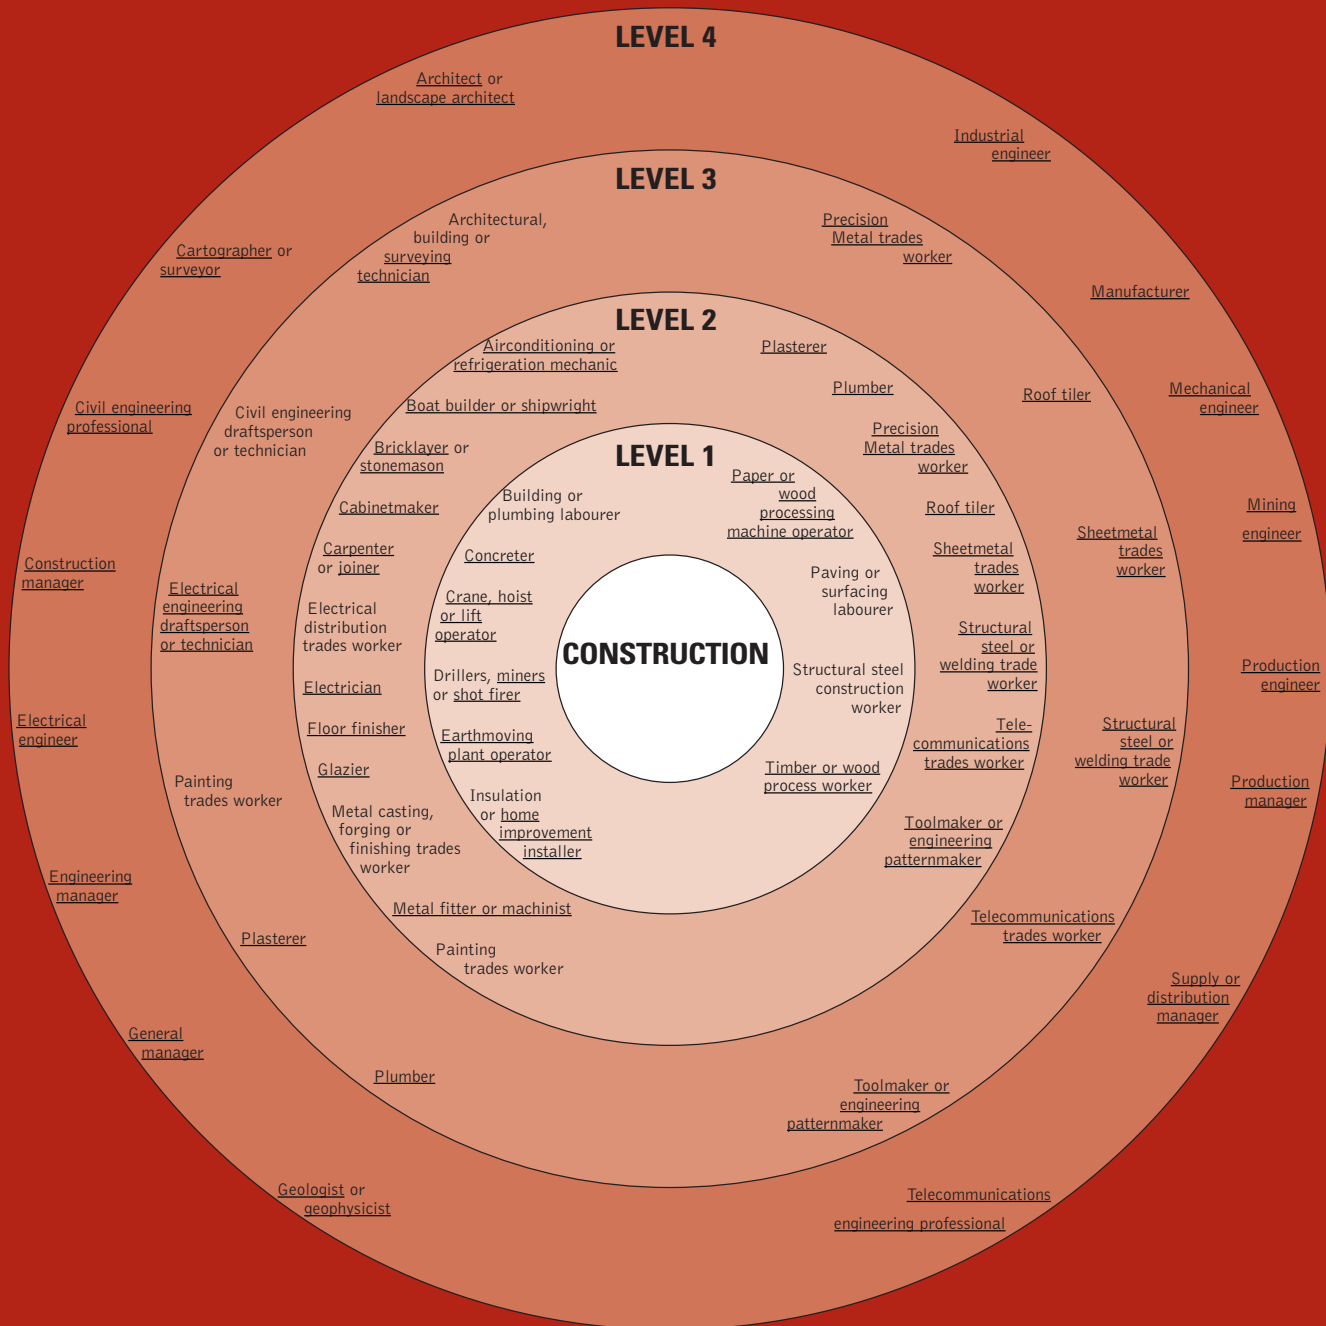 LEVEL 4
Architect or
landscape architect
Industrial
engineer
Cartographer or
surveyor
Manufacturer
Civil engineering
professional
Mechanical
engineer
Construction
manager
Mining
engineer
Electrical
engineer
Production
engineer
Engineering
manager
Production
manager
General
manager
Supply or
distribution
manager
Geologist or
geophysicist
Telecommunications
engineering professional
LEVEL 3
Architectural,
building or
surveying
technician
Precision
Metal trades
worker
Civil engineering
draftsperson
or technician
Roof tiler
Electrical
engineering
draftsperson
or technician
Sheetmetal
trades
worker
Painting
trades worker
Structural
steel or
welding trade
worker
Plasterer
Telecommunications
trades worker
Plumber
Toolmaker or
engineering
patternmaker
LEVEL 2
Airconditioning or
refrigeration mechanic
Boat builder or shipwright
Bricklayer or
stonemason
Cabinetmaker
Carpenter
or joiner
Electrical
distribution
trades worker
Electrician
Floor finisher
Glazier
Metal casting,
forging or
finishing trades
worker
Metal fitter or machinist
Painting
trades worker
Plasterer
Plumber
Precision
Metal trades
worker
Roof tiler
Sheetmetal
trades
worker
Structural
steel or
welding trade
worker
Tele-
communications
trades worker
Toolmaker or
engineering
patternmaker
LEVEL 1
Building or
plumbing labourer
Concreter
Crane, hoist
or lift
operator
Drillers, miners
or shot firer
Earthmoving
plant operator
Insulation
or home
improvement
installer
Paper or
wood
processing
machine operator
Paving or
surfacing
labourer
Structural steel
construction
worker
Timber or wood
process worker
CONSTRUCTION